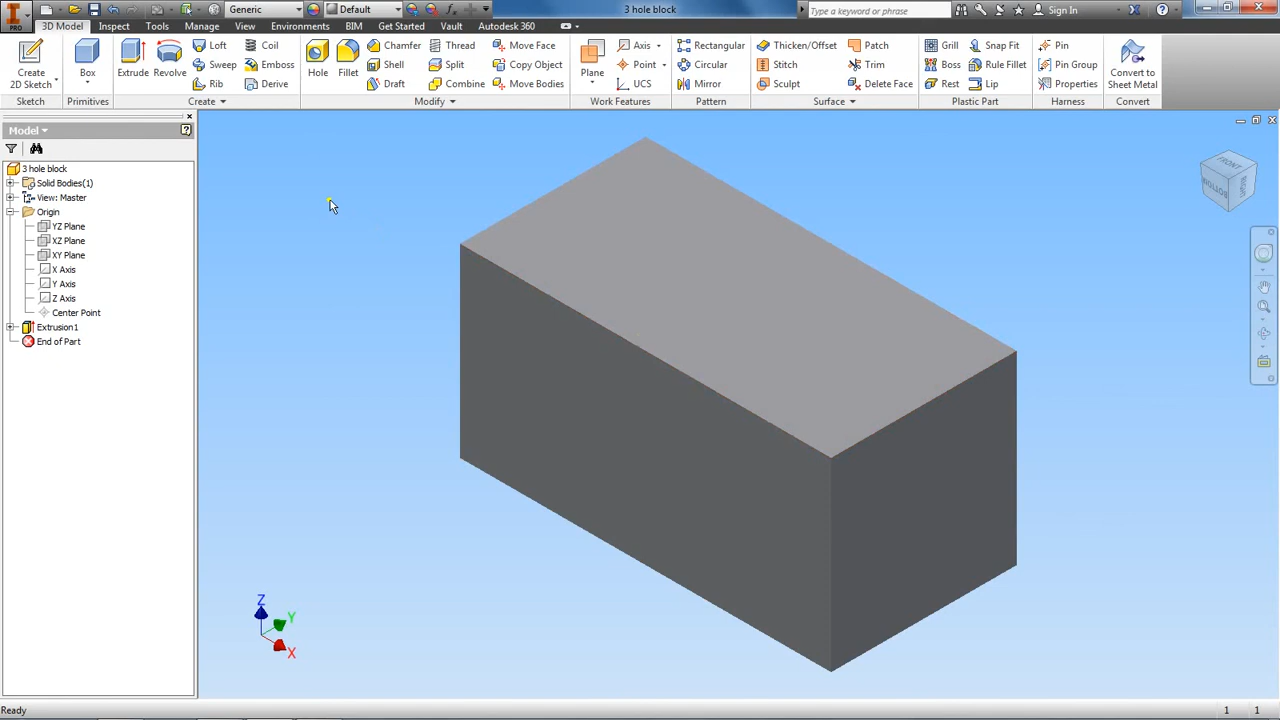 PRO
Generic
Default
fx
3 hole block
Type a keyword or phrase
Sign In
3D Model Inspect Tools Manage View Environments BIM Get Started Vault Autodesk 360
Create
2D Sketch
Sketch
Box
Primitives
Extrude
Revolve
Loft
Sweep
Rib
Coil
Emboss
Derive
Create
Hole
Fillet
Chamfer
Shell
Draft
Thread
Split
Combine
Move Face
Copy Object
Move Bodies
Modify
Plane
Axis
Point
UCS
Work Features
Rectangular
Circular
Mirror
Pattern
Thicken/Offset
Stitch
Sculpt
Patch
Trim
Delete Face
Surface
Grill
Boss
Rest
Snap Fit
Rule Fillet
Lip
Plastic Part
Pin
Pin Group
Properties
Harness
Convert to
Sheet Metal
Convert
Model
3 hole block
Solid Bodies(1)
View: Master
Origin
YZ Plane
XZ Plane
XY Plane
X Axis
Y Axis
Z Axis
Center Point
Extrusion1
End of Part
FRONT
RIGHT
BOTTOM
Z
Y
X
Ready
1 1